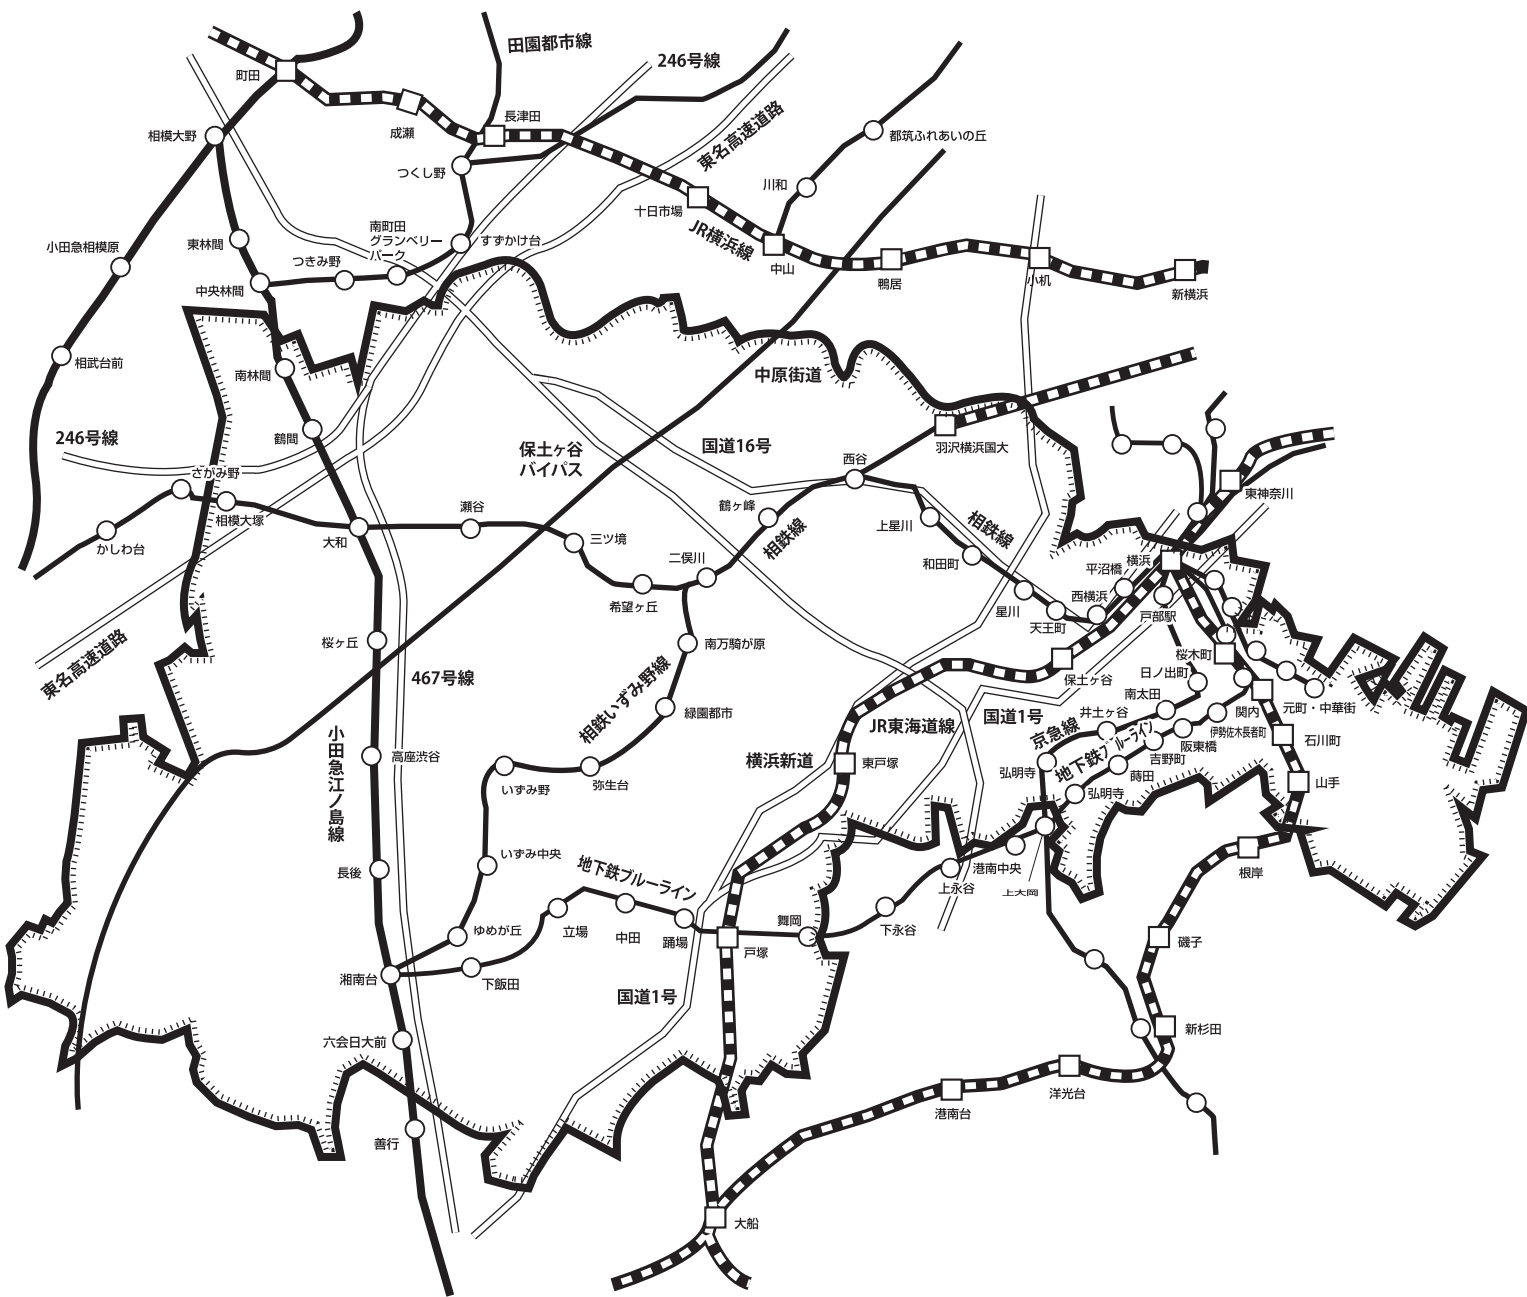 田園都市線
246号線
町田
成瀬
長津田
東名高速道路
相模大野
つくし野
都筑ふれあいの丘
川和
十日市場
JR横浜線
小田急相模原
東林間
南町田
グランベリー
パーク
すずかけ台
つきみ野
中央林間
中山
鴨居
小机
新横浜
相武台前
南林間
中原街道
246号線
鶴間
保土ヶ谷
バイパス
国道16号
羽沢横浜国大
西谷
さがみ野
相模大塚
かしわ台
大和
瀬谷
三ツ境
鶴ヶ峰
相鉄線
上星川
相鉄線
東神奈川
二俣川
希望ヶ丘
和田町
平沼橋
横浜
星川
西横浜
天王町
戸部駅
東名高速道路
桜ヶ丘
467号線
南万騎が原
相鉄いずみ野線
緑園都市
保土ヶ谷
桜木町
日ノ出町
南太田
井土ヶ谷
国道1号
JR東海道線
京急線
地下鉄ブルーライン
関内
元町・中華街
伊勢佐木長者町
石川町
阪東橋
吉野町
蒔田
弘明寺
弘明寺
小田急江ノ島線
高座渋谷
いずみ野
弥生台
横浜新道
東戸塚
山手
いずみ中央
長後
地下鉄ブルーライン
港南中央
上大岡
上永谷
根岸
ゆめが丘
立場
中田
踊場
舞岡
下永谷
戸塚
磯子
湘南台
下飯田
国道1号
六会日大前
新杉田
洋光台
港南台
善行
大船